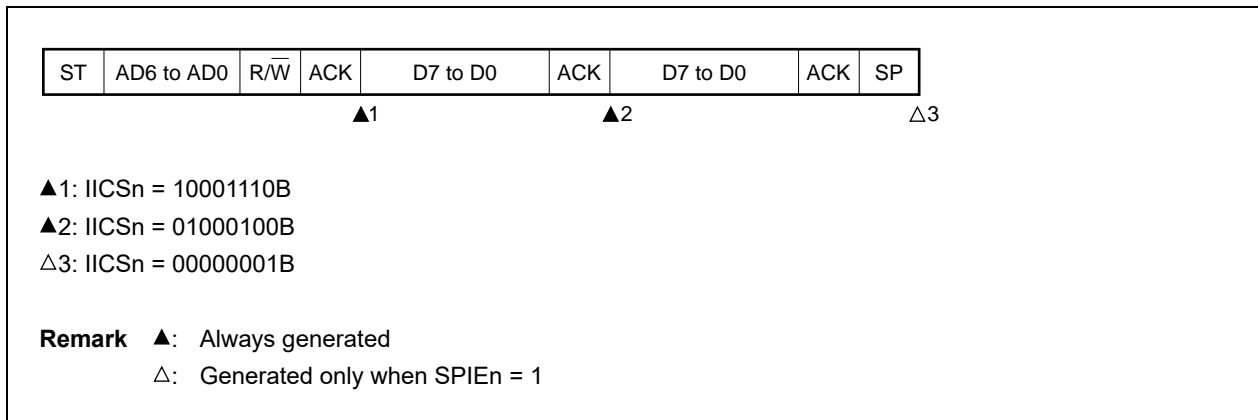 ST AD6 to AD0 R/W̅ ACK D7 to D0 ACK D7 to D0 ACK SP
▲1 ▲2 △3
▲1: IICSn = 10001110B
▲2: IICSn = 01000100B
△3: IICSn = 00000001B
Remark ▲: Always generated
△: Generated only when SPIEn = 1